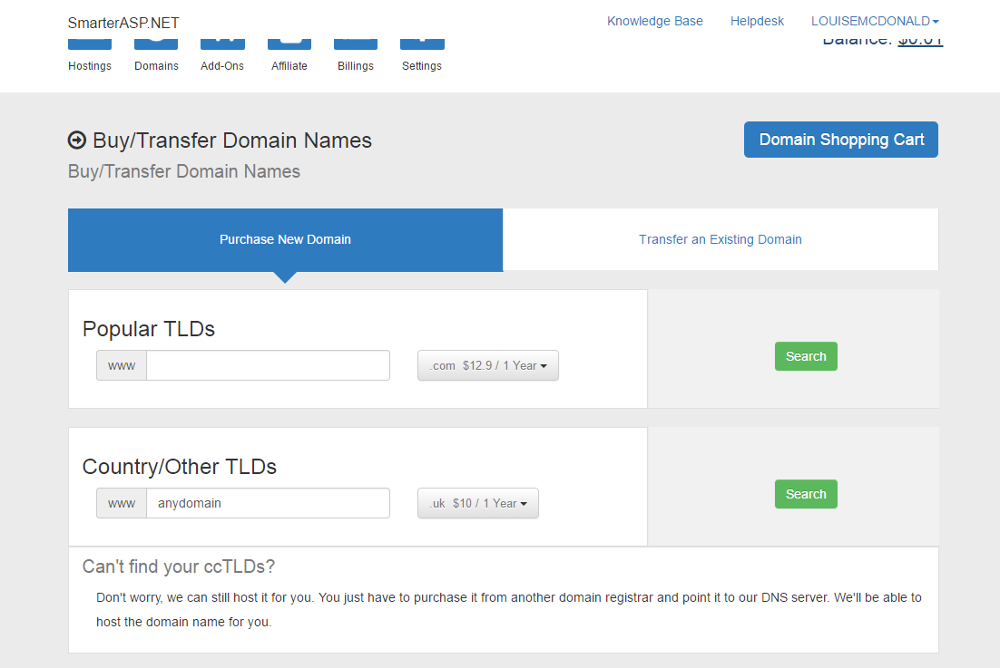 SmarterASP.NET
Knowledge Base Helpdesk LOUISEMCDONALD
Balance: $0.01
Hostings Domains Add-Ons Affiliate Billings Settings
Buy/Transfer Domain Names
Domain Shopping Cart
Buy/Transfer Domain Names
Purchase New Domain
Transfer an Existing Domain
Popular TLDs
www
.com $12.9 / 1 Year
Search
Country/Other TLDs
www anydomain
.uk $10 / 1 Year
Search
Can't find your ccTLDs?
Don't worry, we can still host it for you. You just have to purchase it from another domain registrar and point it to our DNS server. We'll be able to
host the domain name for you.